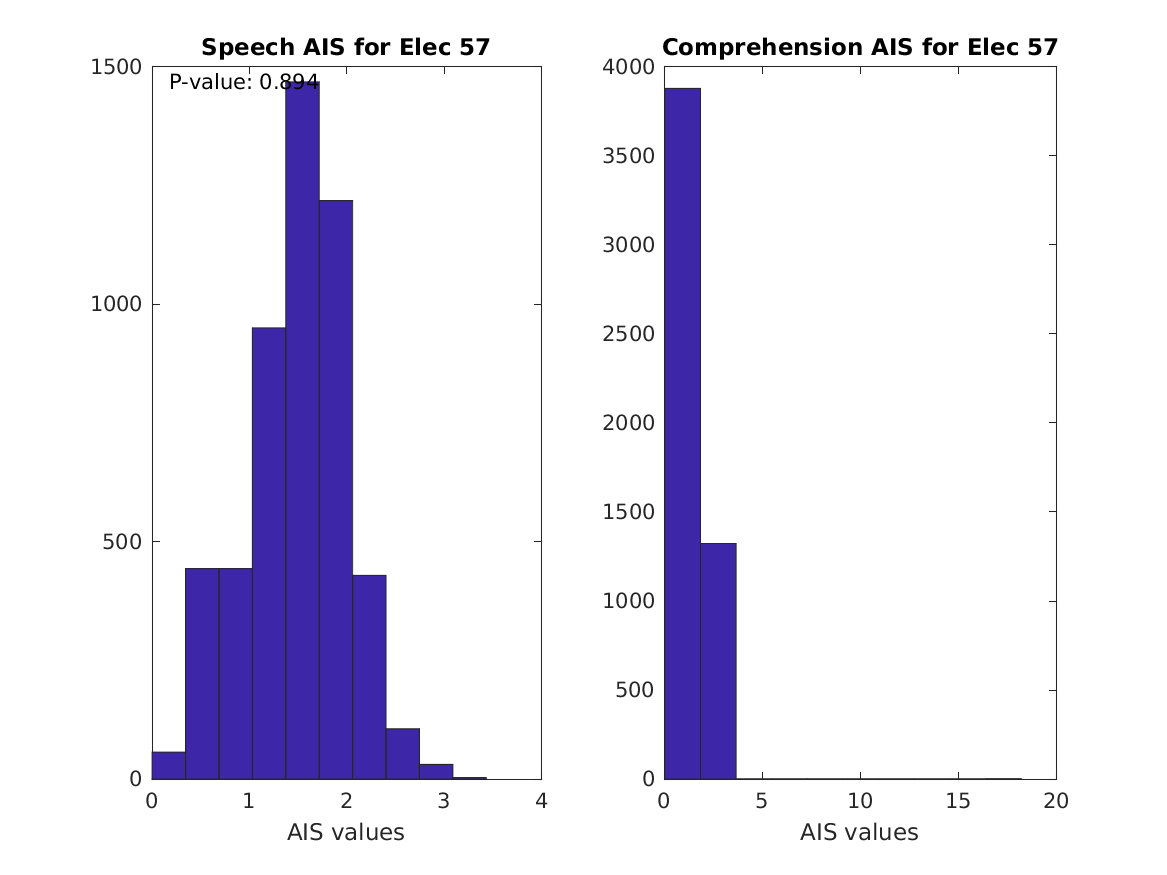 Speech AIS for Elec 57
P-value: 0.894
1500
1000
500
0
0 1 2 3 4
AIS values
Comprehension AIS for Elec 57
4000
3500
3000
2500
2000
1500
1000
500
0
0 5 10 15 20
AIS values